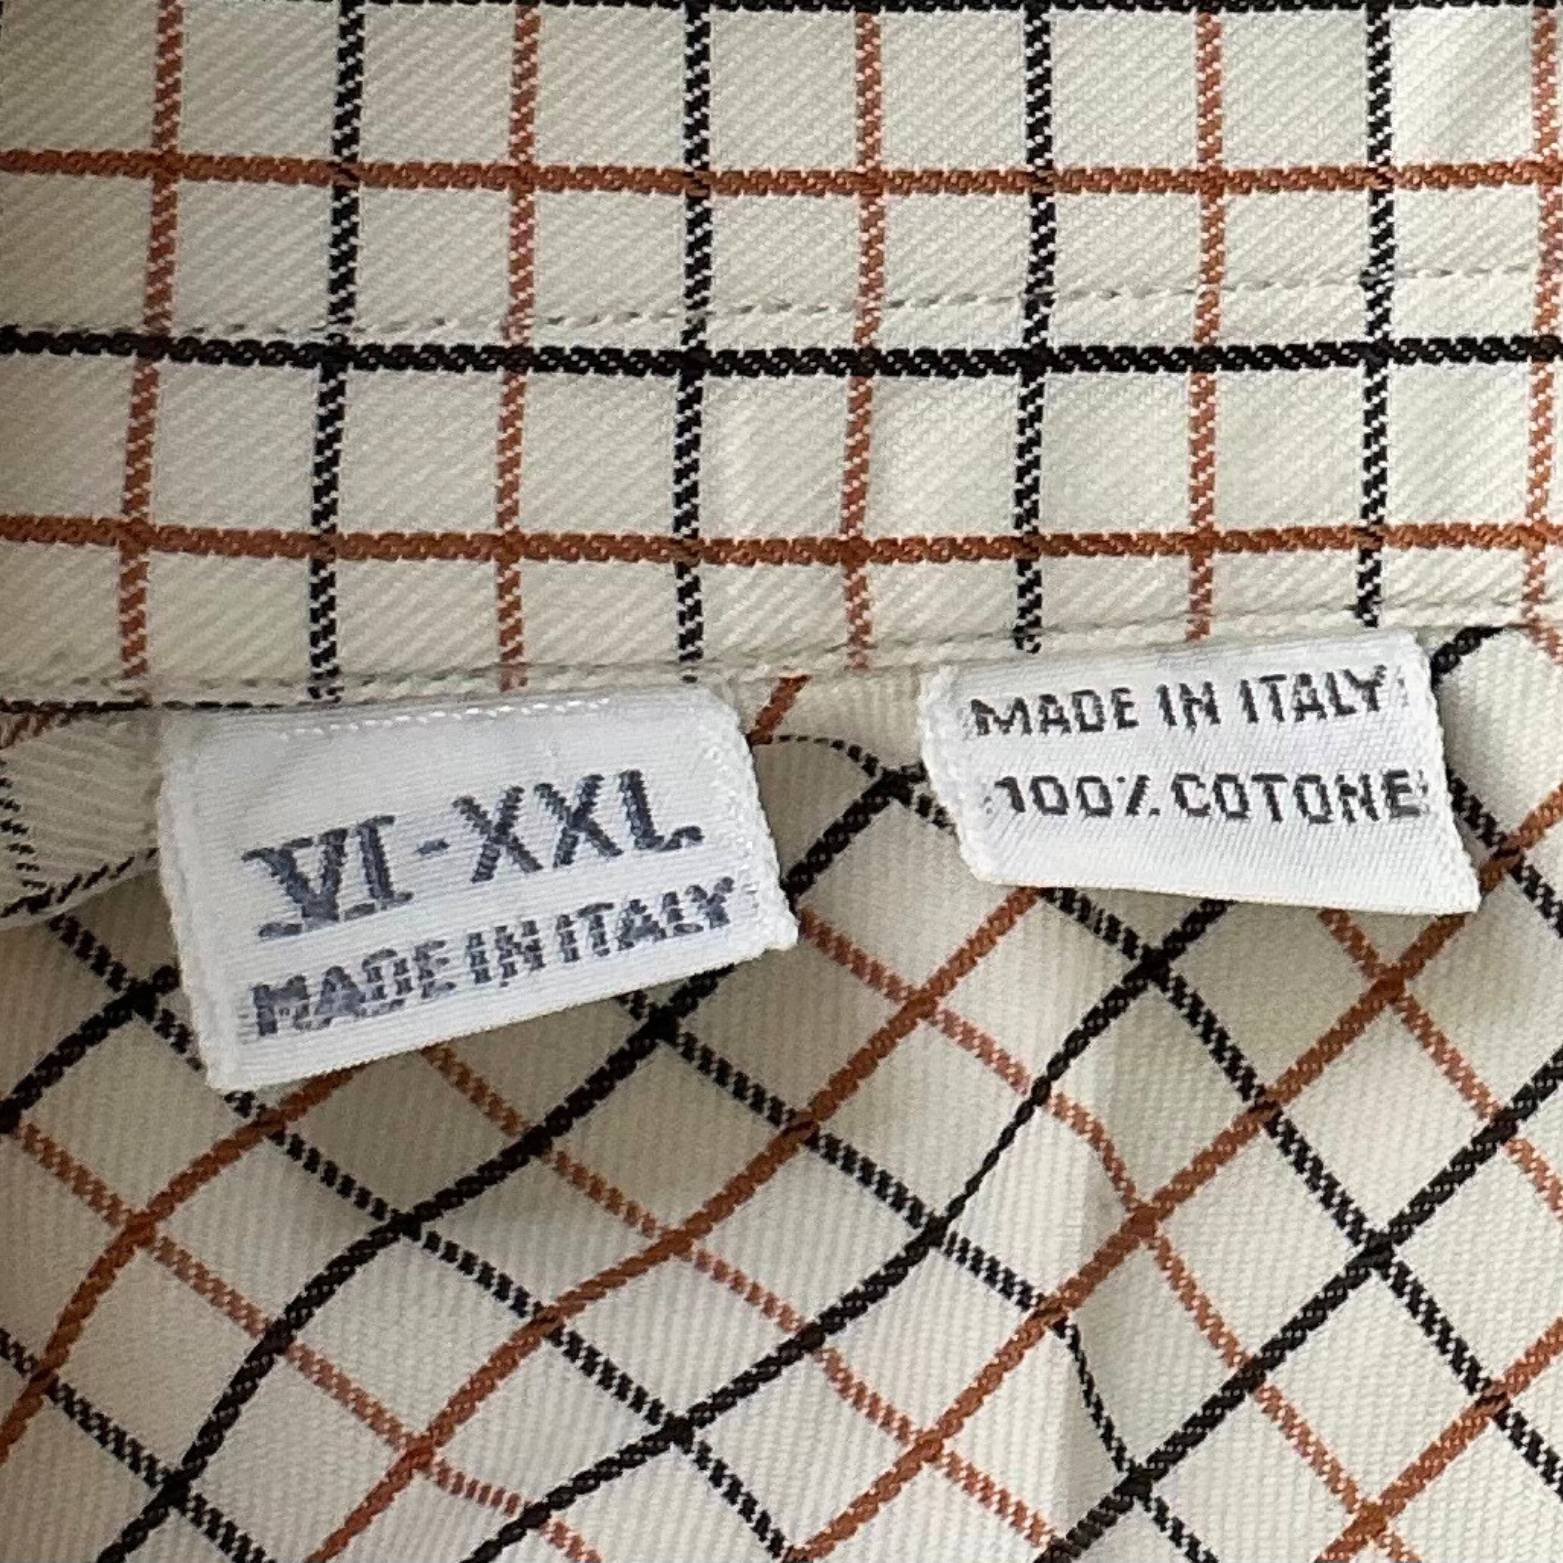 VI-XXL
MADE IN ITALY
MADE IN ITALY
100% COTONE